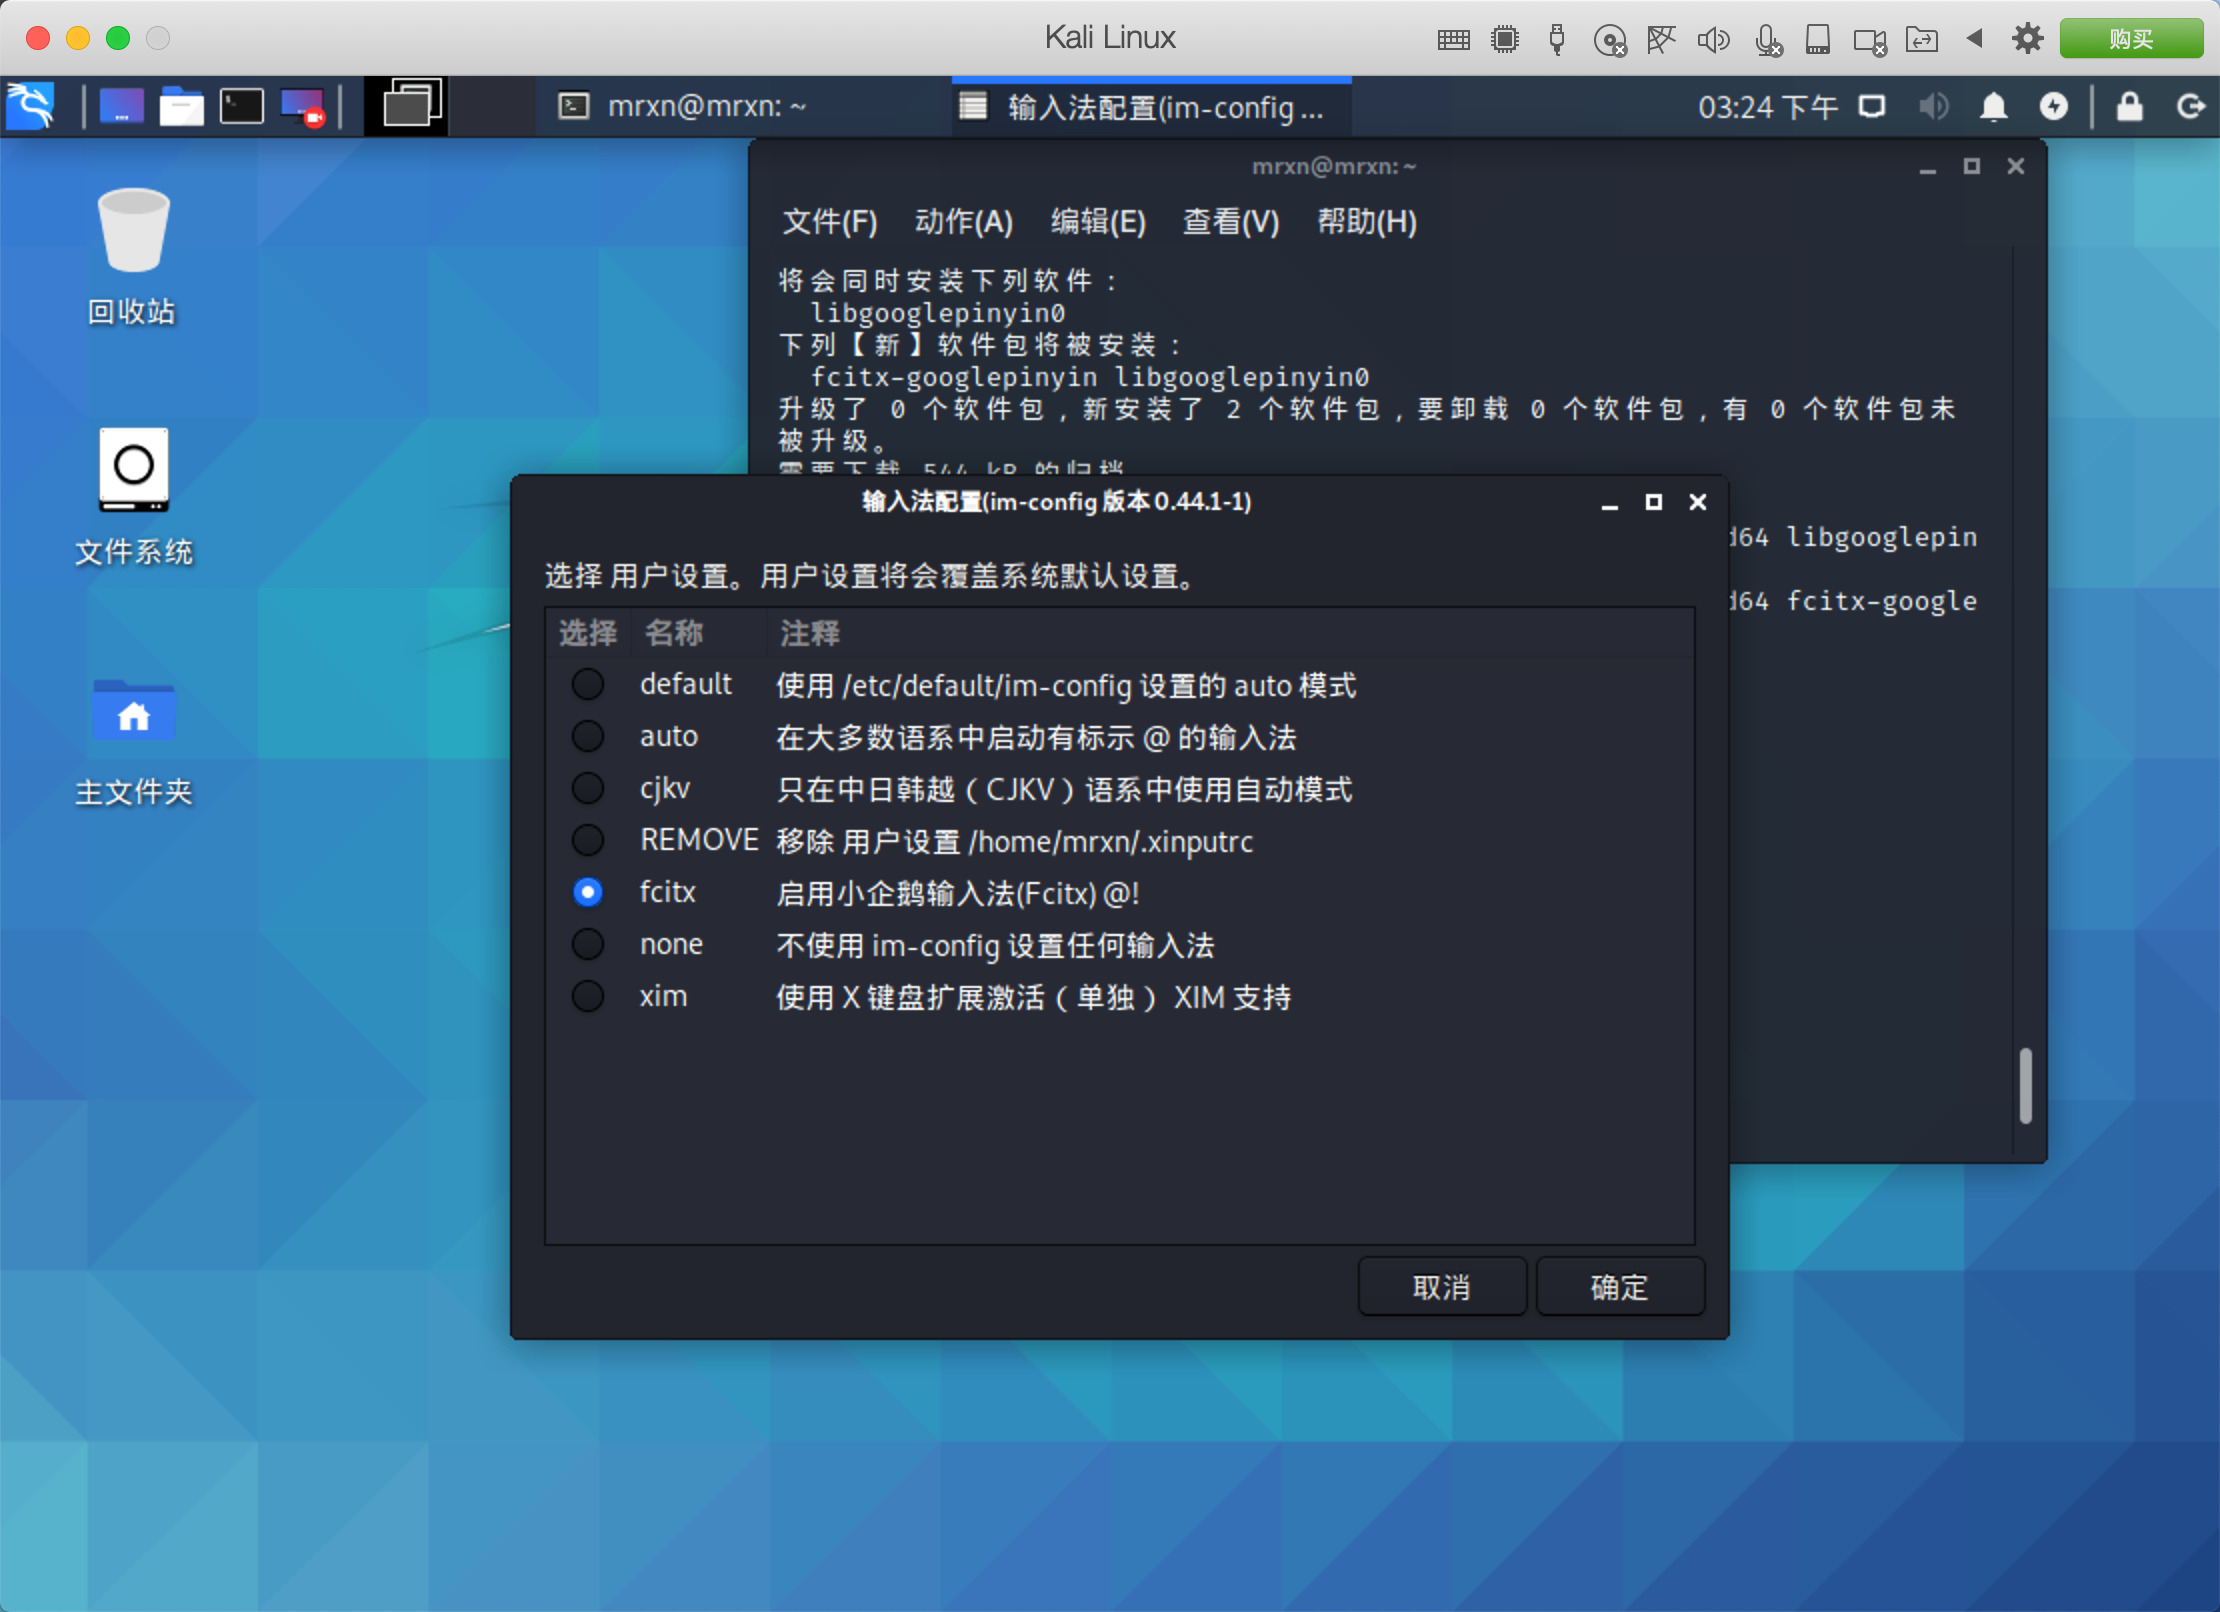 Kali Linux
购买
mrxn@mrxn: ~
输入法配置(im-config ...
03:24 下午
回收站
文件系统
主文件夹
mrxn@mrxn: ~
文件(F) 动作(A) 编辑(E) 查看(V) 帮助(H)
将会同时安装下列软件：
libgooglepinyin0
下列【新】软件包将被安装：
fcitx-googlepinyin libgooglepinyin0
升级了 0 个软件包，新安装了 2 个软件包，要卸载 0 个软件包，有 0 个软件包未
被升级。
需要下载 544 kB 的归档
d64 libgooglepin
d64 fcitx-google
输入法配置(im-config 版本 0.44.1-1)
选择 用户设置。用户设置将会覆盖系统默认设置。
选择 名称 注释
default 使用 /etc/default/im-config 设置的 auto 模式
auto 在大多数语系中启动有标示 @ 的输入法
cjkv 只在中日韩越（CJKV）语系中使用自动模式
REMOVE 移除 用户设置 /home/mrxn/.xinputrc
fcitx 启用小企鹅输入法(Fcitx) @!
none 不使用 im-config 设置任何输入法
xim 使用 X 键盘扩展激活（单独） XIM 支持
取消 确定